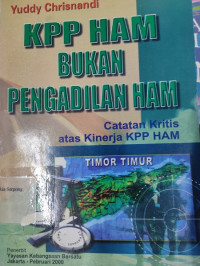 Yuddy Chrisnandi
KPP HAM
BUKAN
PENGADILAN HAM
Catatan Kritis
atas Kinerja KPP HAM
TIMOR TIMUR
Penerbit
Yayasan Kebangsaan Bersatu
Jakarta - Pebruari 2000